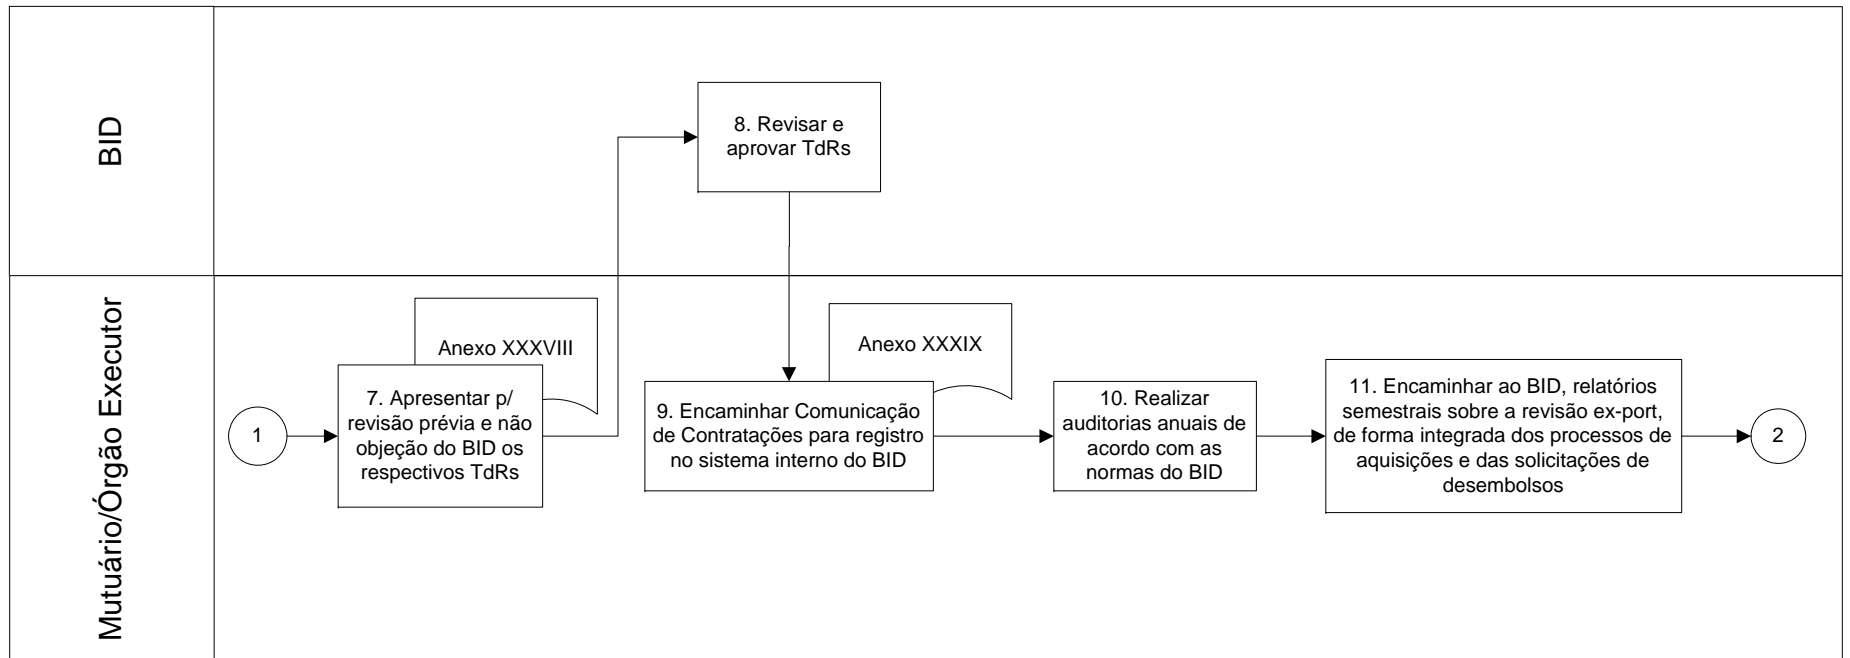 BID
8. Revisar e
aprovar TdRs
Mutuário/Órgão Executor
1
Anexo XXXVIII
7. Apresentar p/
revisão prévia e não
objeção do BID os
respectivos TdRs
Anexo XXXIX
9. Encaminhar Comunicação
de Contratações para registro
no sistema interno do BID
10. Realizar
auditorias anuais de
acordo com as
normas do BID
11. Encaminhar ao BID, relatórios
semestrais sobre a revisão ex-port,
de forma integrada dos processos de
aquisições e das solicitações de
desembolsos
2